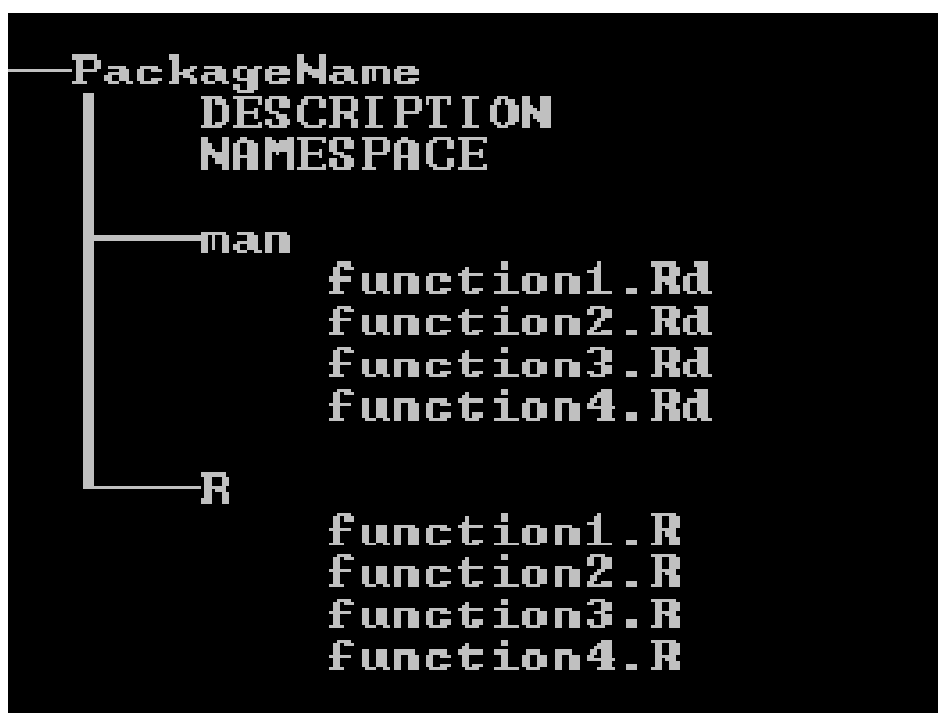 PackageName
DESCRIPTION
NAMESPACE
man
function1.Rd
function2.Rd
function3.Rd
function4.Rd
R
function1.R
function2.R
function3.R
function4.R